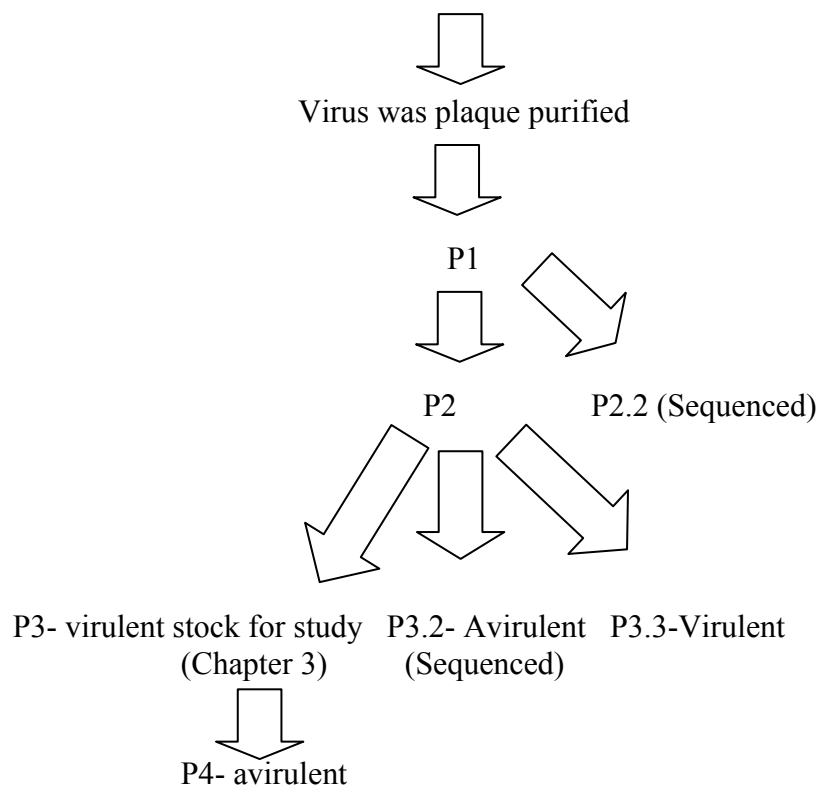 Virus was plaque purified
P1
P2
P2.2 (Sequenced)
P3- virulent stock for study
(Chapter 3)
P3.2- Avirulent
(Sequenced)
P3.3-Virulent
P4- avirulent